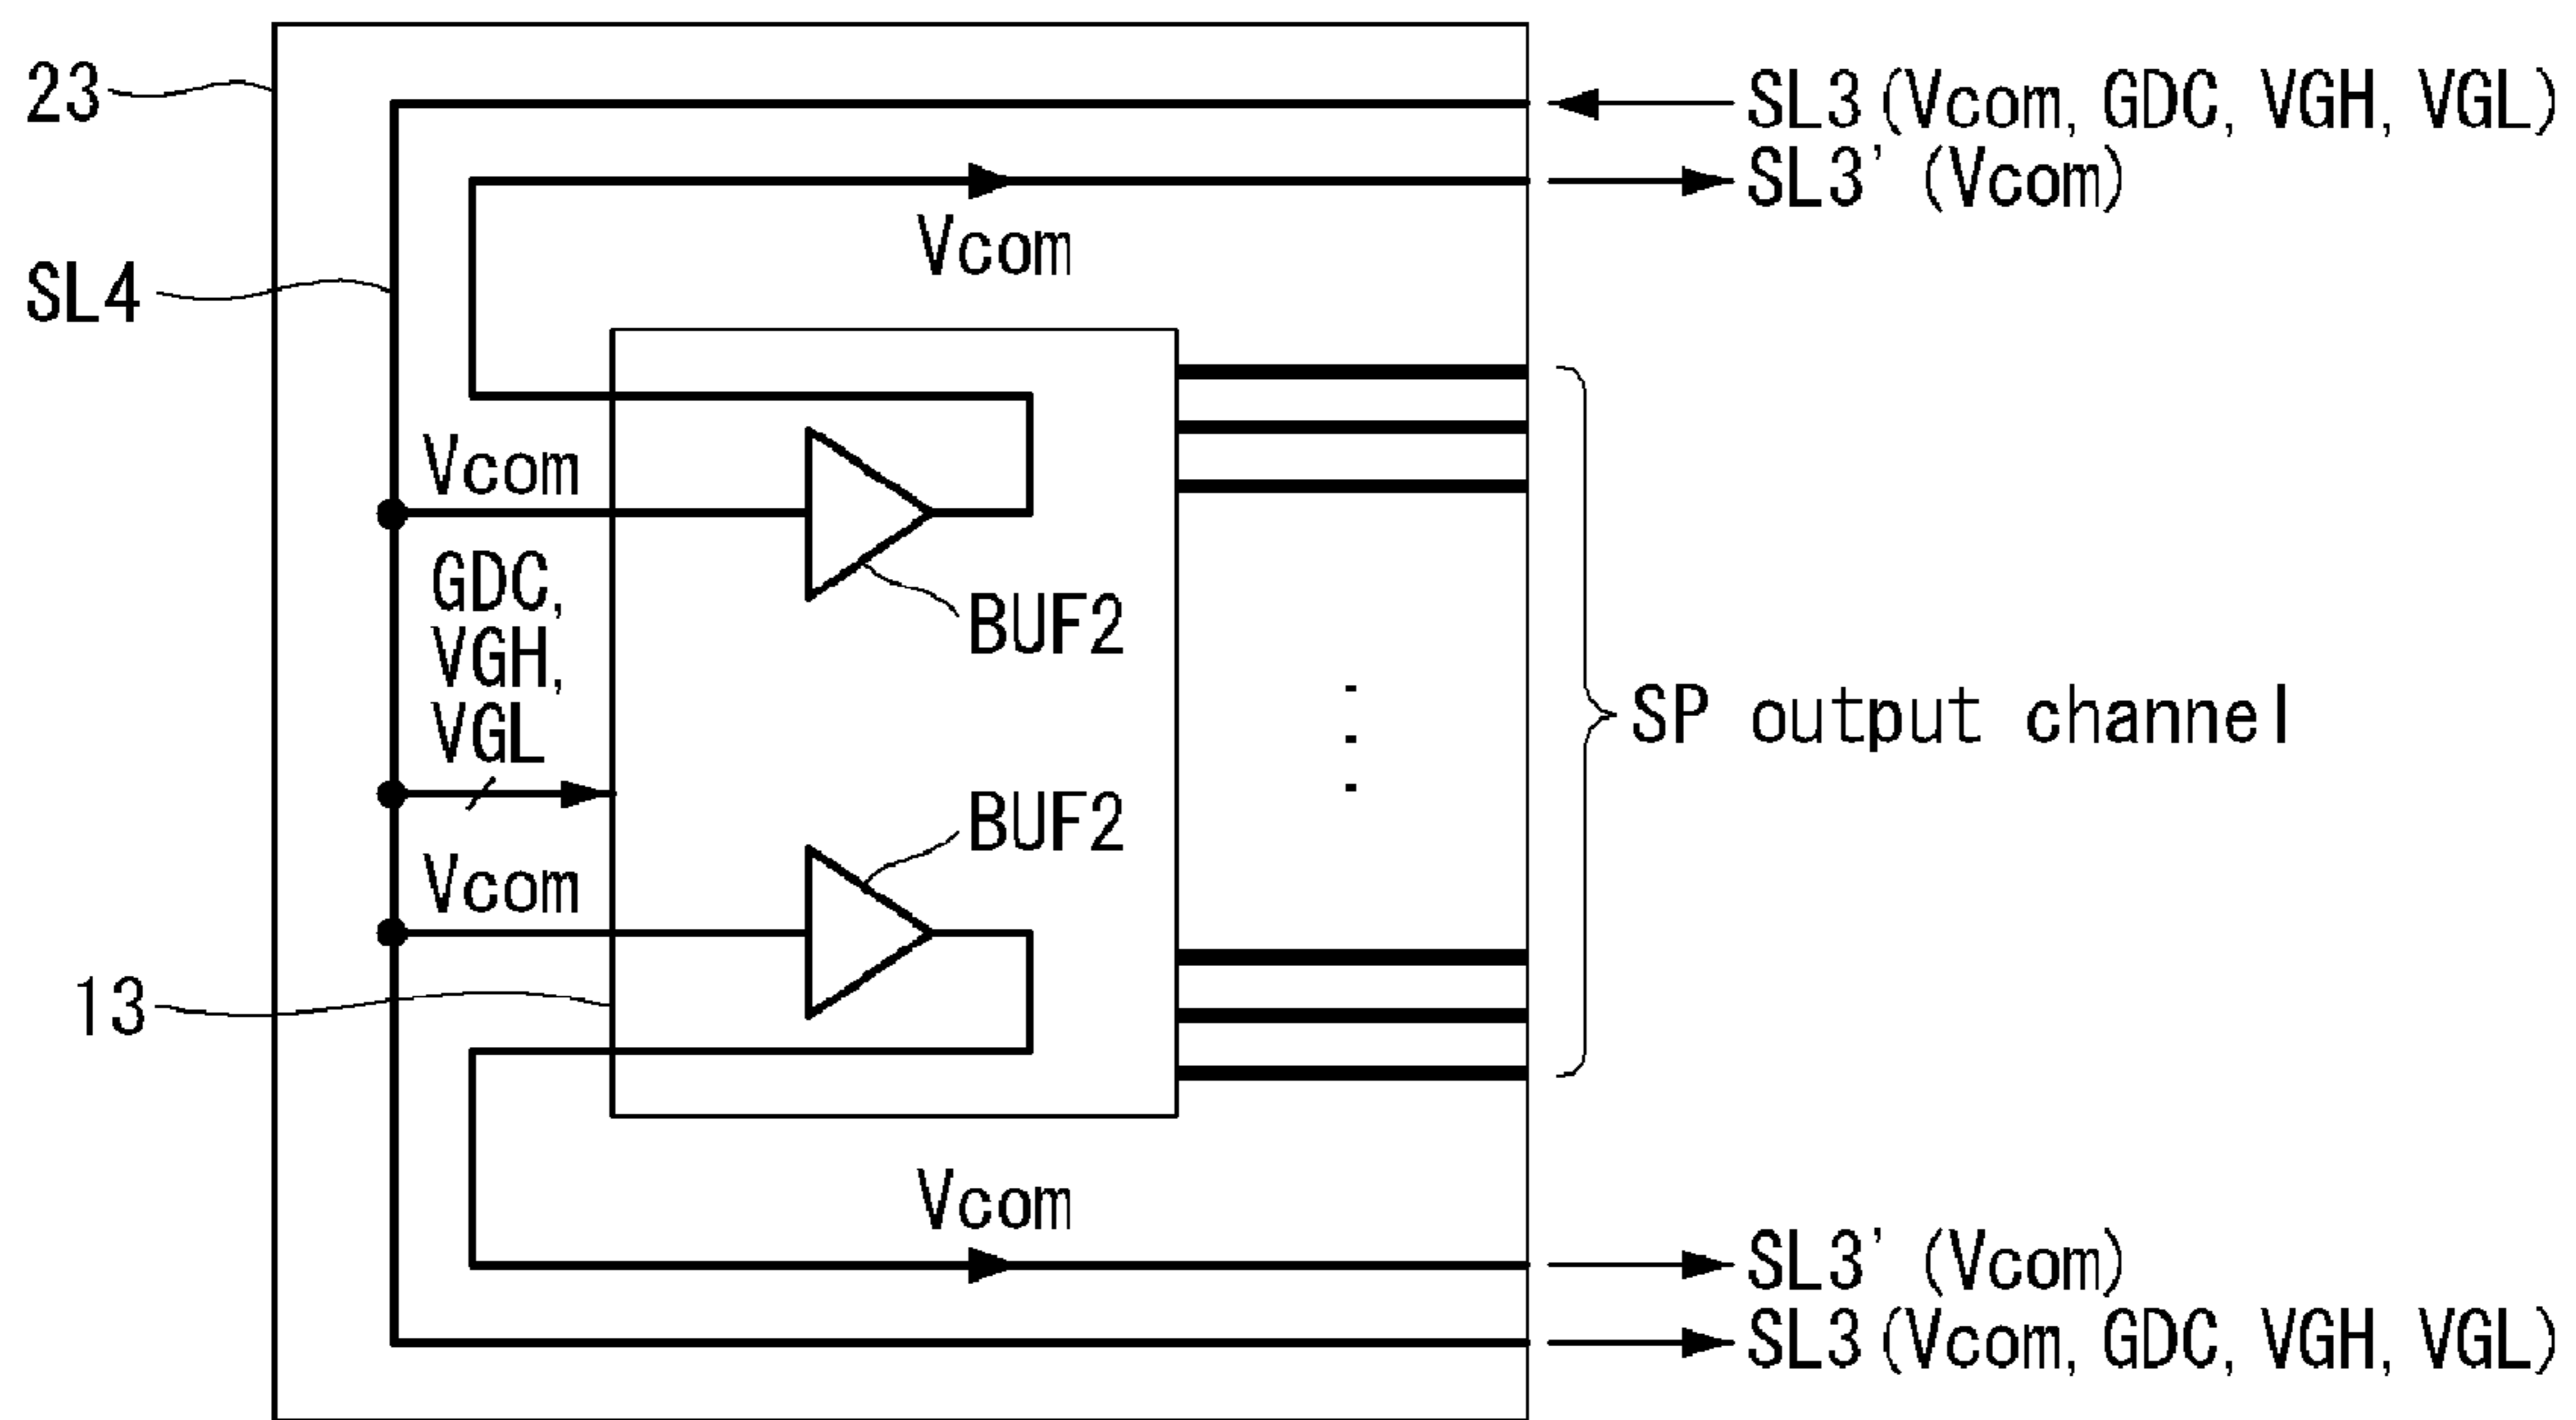 23
SL3 (Vcom, GDC, VGH, VGL)
SL3' (Vcom)
Vcom
SL4
Vcom
GDC,
VGH,
VGL
BUF2
SP output channel
BUF2
Vcom
13
Vcom
SL3' (Vcom)
SL3 (Vcom, GDC, VGH, VGL)